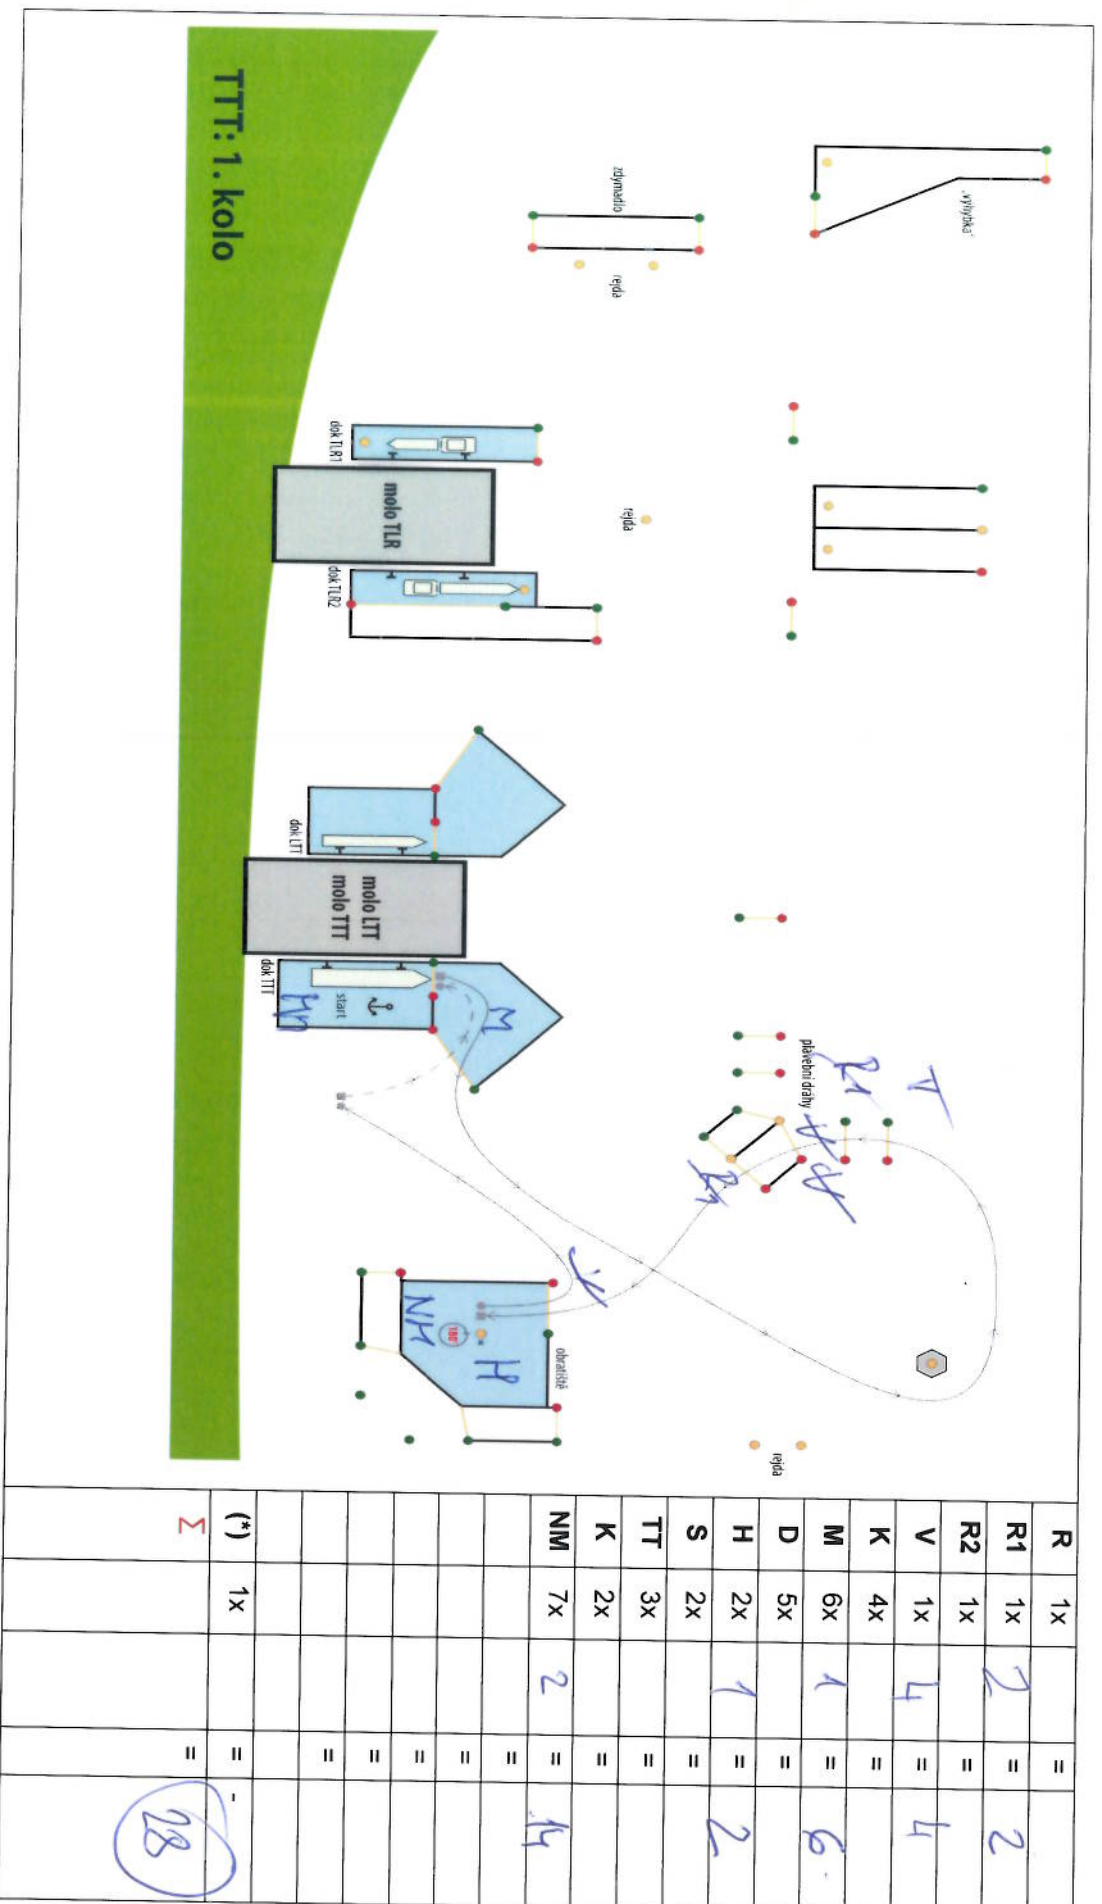 TTT: 1. kolo
„výhybka“
zdymadlo
rejda
dok TLR1
molo TLR
dok TLR2
rejda
dok LTT
molo LTT
molo TTT
dok TTT
start
M
plavební dráhy
R1
V
obratiště
180°
NM
H
rejda
R 1x =
R1 1x 2 = 2
R2 1x =
V 1x 4 = 4
K 4x =
M 6x 1 = 6
D 5x =
H 2x 1 = 2
S 2x =
TT 3x =
K 2x =
NM 7x 2 = 14
=
=
=
=
=
(*) 1x = -
Σ = 28